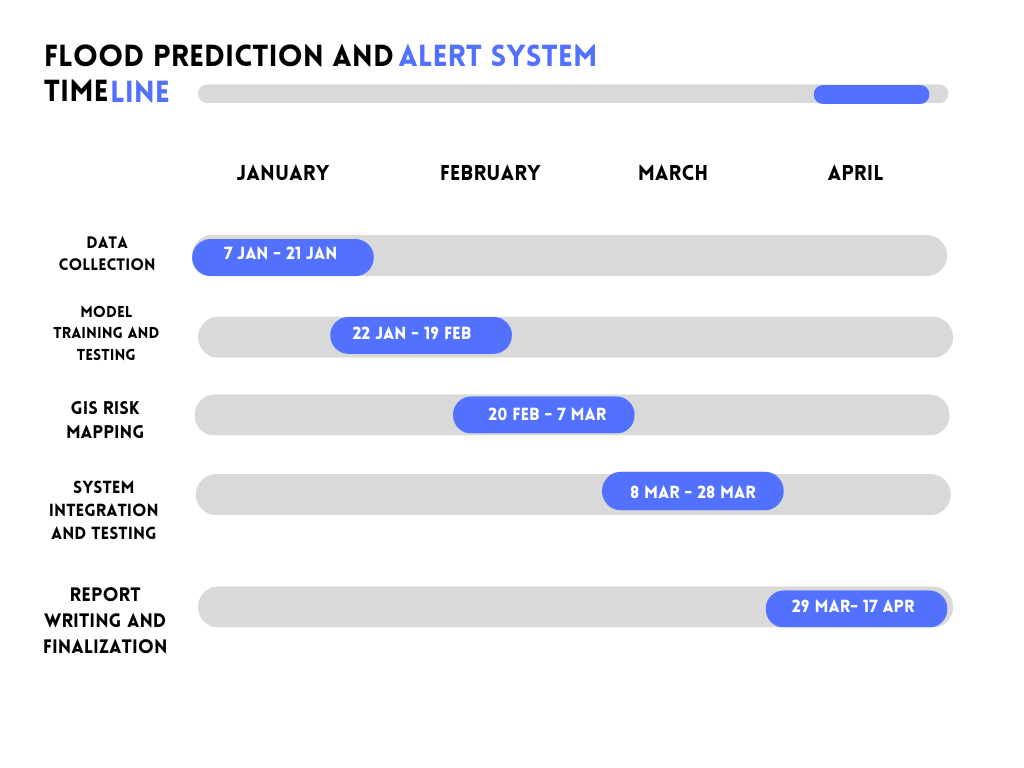 FLOOD PREDICTION AND ALERT SYSTEM
TIMELINE
JANUARY FEBRUARY MARCH APRIL
DATA
COLLECTION
7 JAN - 21 JAN
MODEL
TRAINING AND
TESTING
22 JAN - 19 FEB
GIS RISK
MAPPING
20 FEB - 7 MAR
SYSTEM
INTEGRATION
AND TESTING
8 MAR - 28 MAR
REPORT
WRITING AND
FINALIZATION
29 MAR- 17 APR